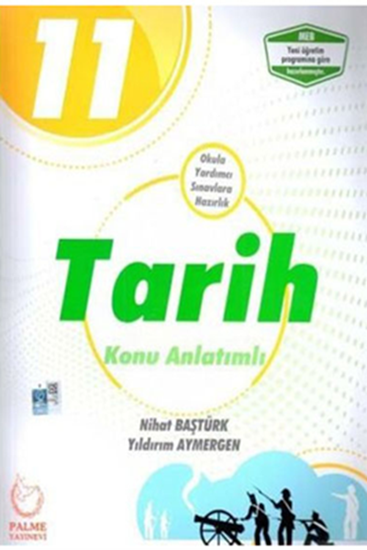 11
MEB
Yeni öğretim
programına göre
hazırlanmıştır.
Okula
Yardımcı
Sınavlara
Hazırlık
Tarih
Konu Anlatımlı
Nihat BAŞTÜRK
Yıldırım AYMERGEN
PALME
YAYINEVİ